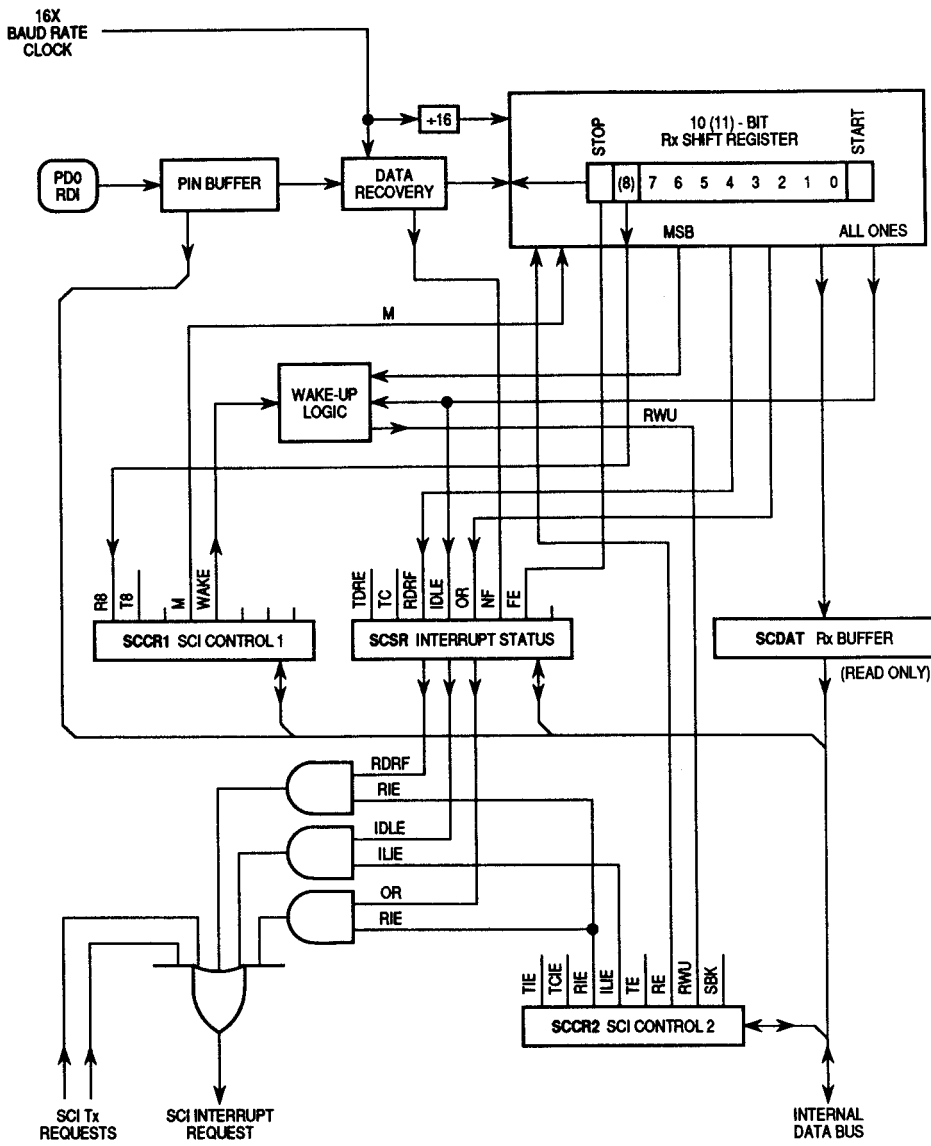 16X
BAUD RATE
CLOCK
÷16
10 (11) - BIT
Rx SHIFT REGISTER
STOP
START
(8) 7 6 5 4 3 2 1 0
PD0
RDI
PIN BUFFER
DATA
RECOVERY
MSB
ALL ONES
M
WAKE-UP
LOGIC
RWU
R8
T8
M
WAKE
TDRE
TC
RDRF
IDLE
OR
NF
FE
SCCR1 SCI CONTROL 1
SCSR INTERRUPT STATUS
SCDAT Rx BUFFER
(READ ONLY)
RDRF
RIE
IDLE
ILIE
OR
RIE
TIE
TCIE
RIE
ILIE
TE
RE
RWU
SBK
SCCR2 SCI CONTROL 2
SCI Tx
REQUESTS
SCI INTERRUPT
REQUEST
INTERNAL
DATA BUS